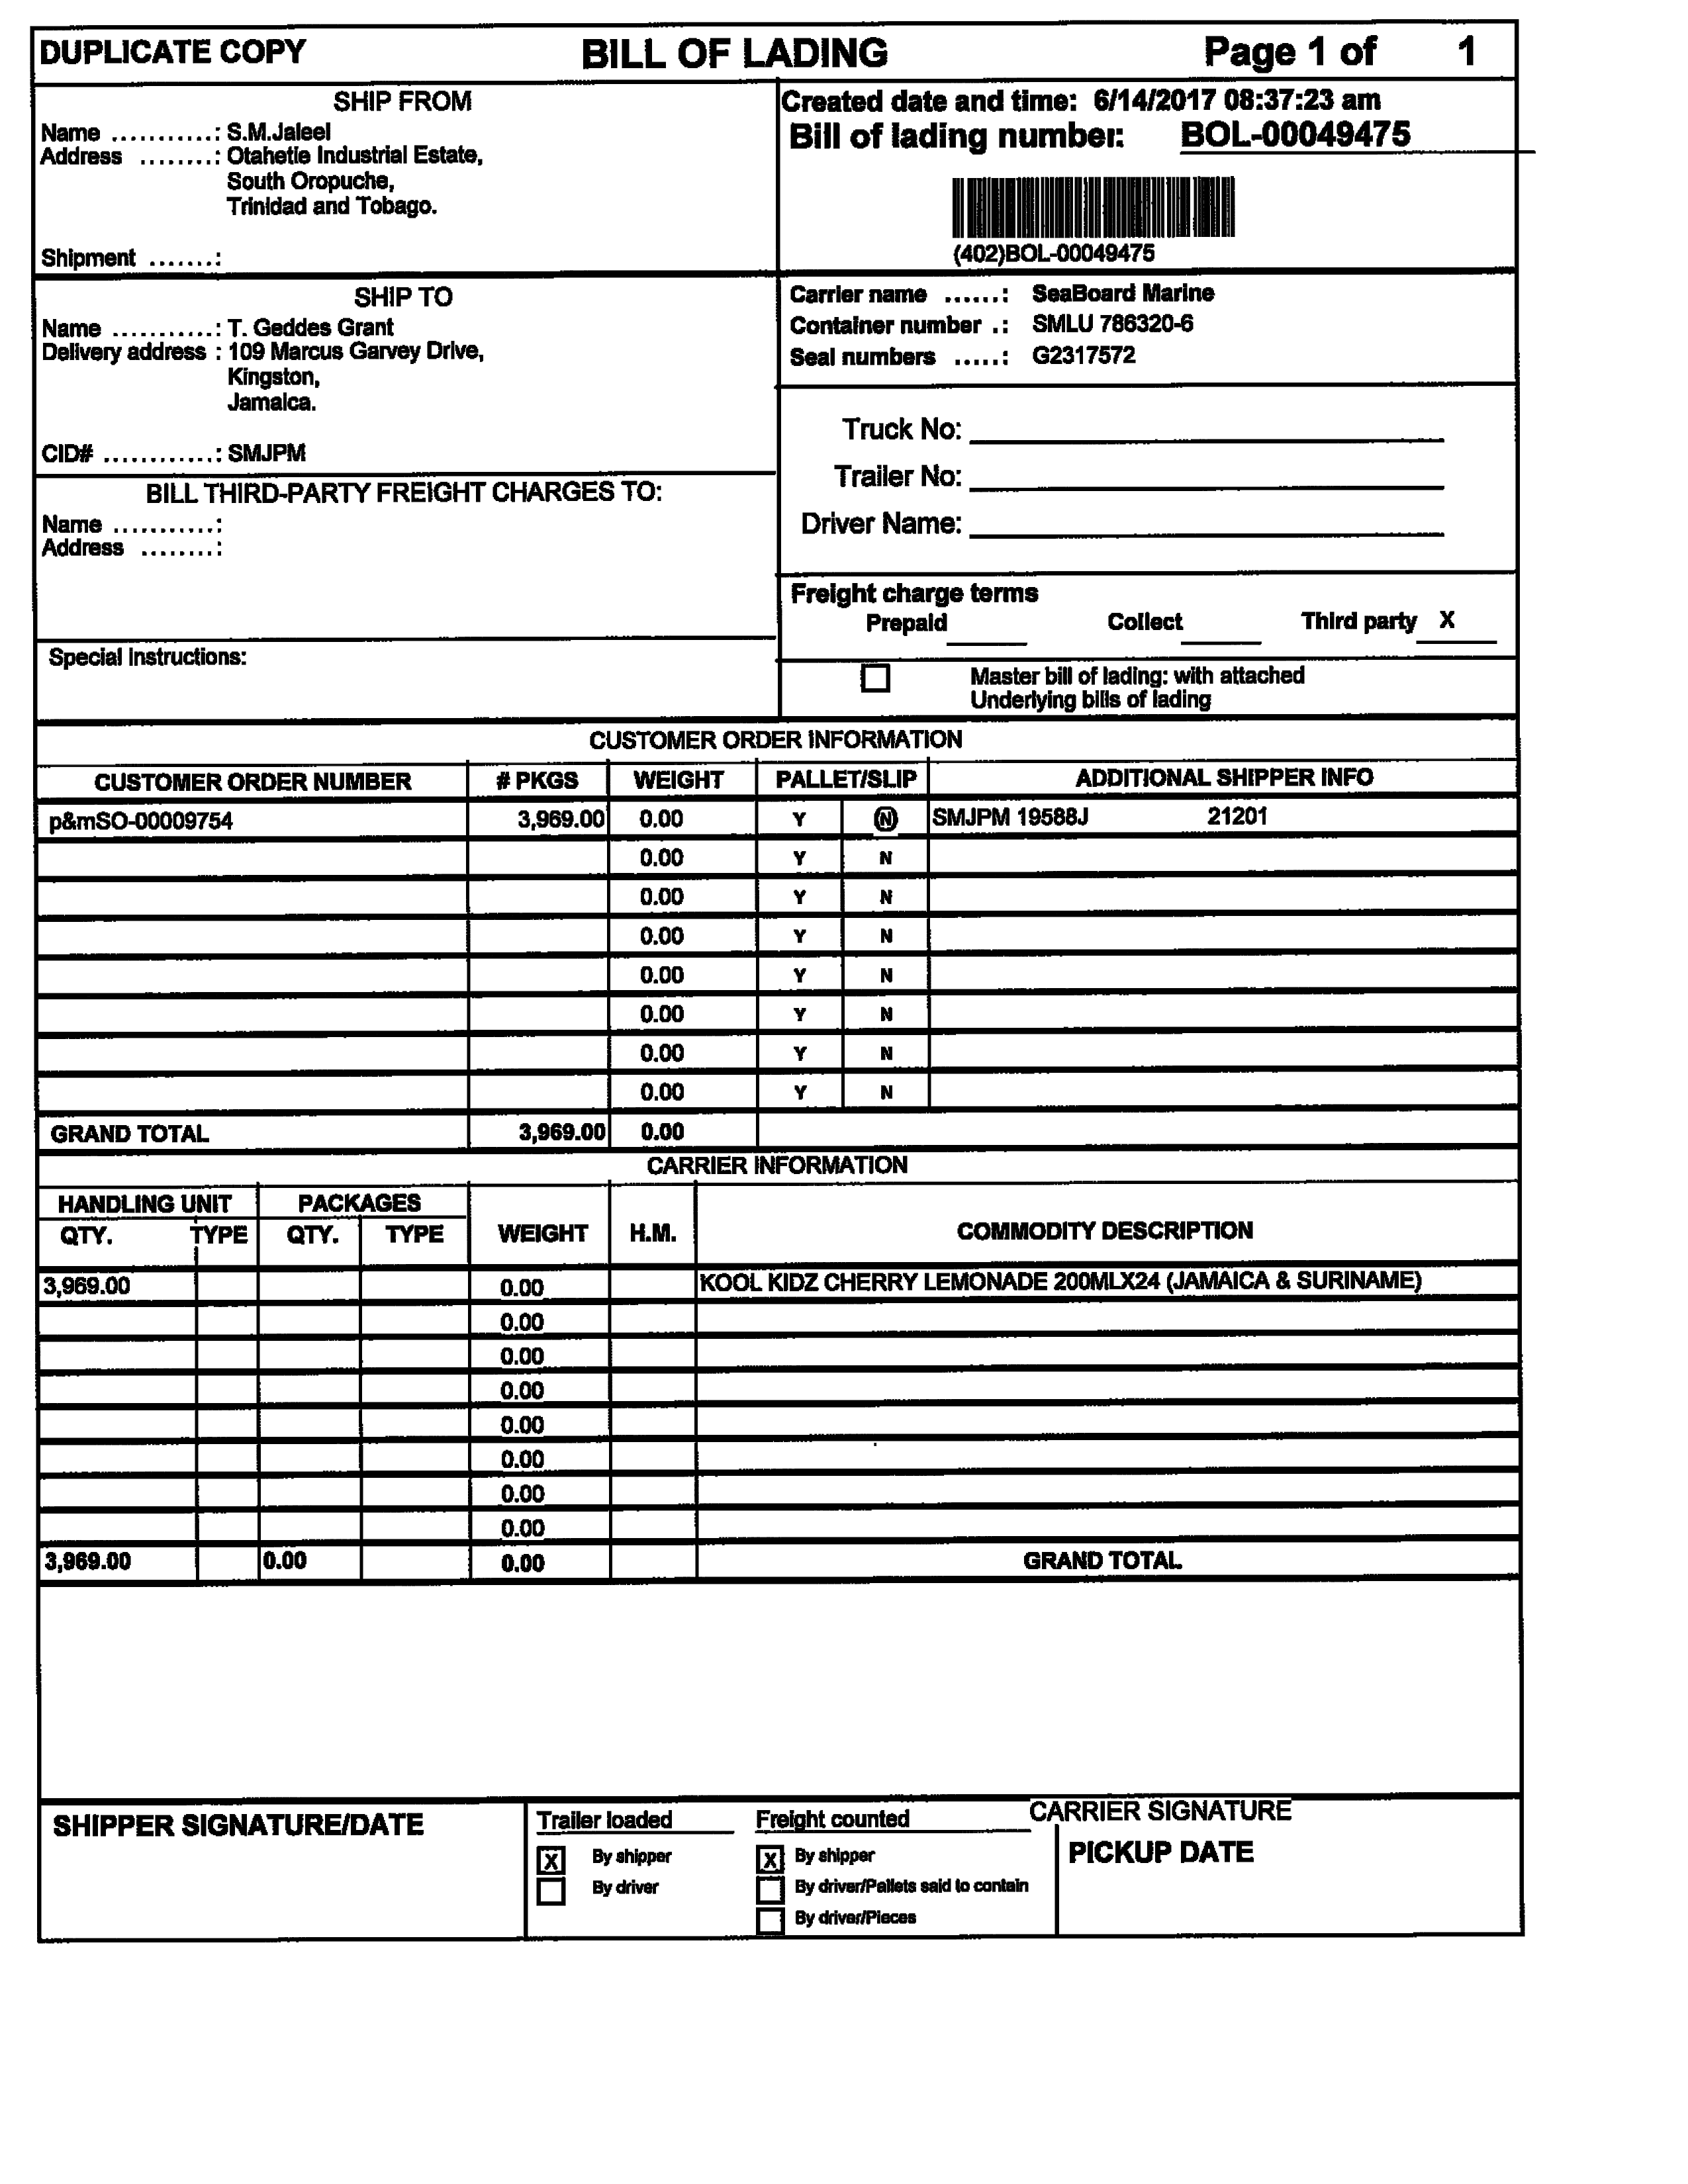 DUPLICATE COPY BILL OF LADING Page 1 of 1
SHIP FROM
Name ...........: S.M.Jaleel
Address ........: Otahetie Industrial Estate,
South Oropuche,
Trinidad and Tobago.
Shipment .......:
Created date and time: 6/14/2017 08:37:23 am
Bill of lading number: BOL-00049475
(402)BOL-00049475
SHIP TO
Name ...........: T. Geddes Grant
Delivery address : 109 Marcus Garvey Drive,
Kingston,
Jamaica.
CID# ............: SMJPM
Carrier name ......: SeaBoard Marine
Container number .: SMLU 786320-6
Seal numbers .....: G2317572
Truck No:
Trailer No:
Driver Name:
BILL THIRD-PARTY FREIGHT CHARGES TO:
Name ...........:
Address ........:
Freight charge terms
Prepaid Collect Third party X
Special Instructions:
Master bill of lading: with attached
Underlying bills of lading
CUSTOMER ORDER INFORMATION
CUSTOMER ORDER NUMBER # PKGS WEIGHT PALLET/SLIP ADDITIONAL SHIPPER INFO
p&mSO-00009754 3,969.00 0.00 Y N SMJPM 19588J 21201
0.00 Y N
0.00 Y N
0.00 Y N
0.00 Y N
0.00 Y N
0.00 Y N
0.00 Y N
GRAND TOTAL 3,969.00 0.00
CARRIER INFORMATION
HANDLING UNIT PACKAGES
QTY. TYPE QTY. TYPE WEIGHT H.M. COMMODITY DESCRIPTION
3,969.00 0.00 KOOL KIDZ CHERRY LEMONADE 200MLX24 (JAMAICA & SURINAME)
0.00
0.00
0.00
0.00
0.00
0.00
0.00
3,969.00 0.00 0.00 GRAND TOTAL
SHIPPER SIGNATURE/DATE
Trailer loaded
X By shipper
By driver
Freight counted
X By shipper
By driver/Pallets said to contain
By driver/Pieces
CARRIER SIGNATURE
PICKUP DATE